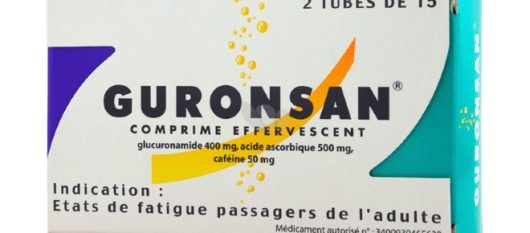 2 TUBES DE 15
GURONSAN®
COMPRIME EFFERVESCENT
glucuronamide 400 mg, acide ascorbique 500 mg,
caféine 50 mg
Indication :
Etats de fatigue passagers de l'adulte
Médicament autorisé n° :
GURONSAN